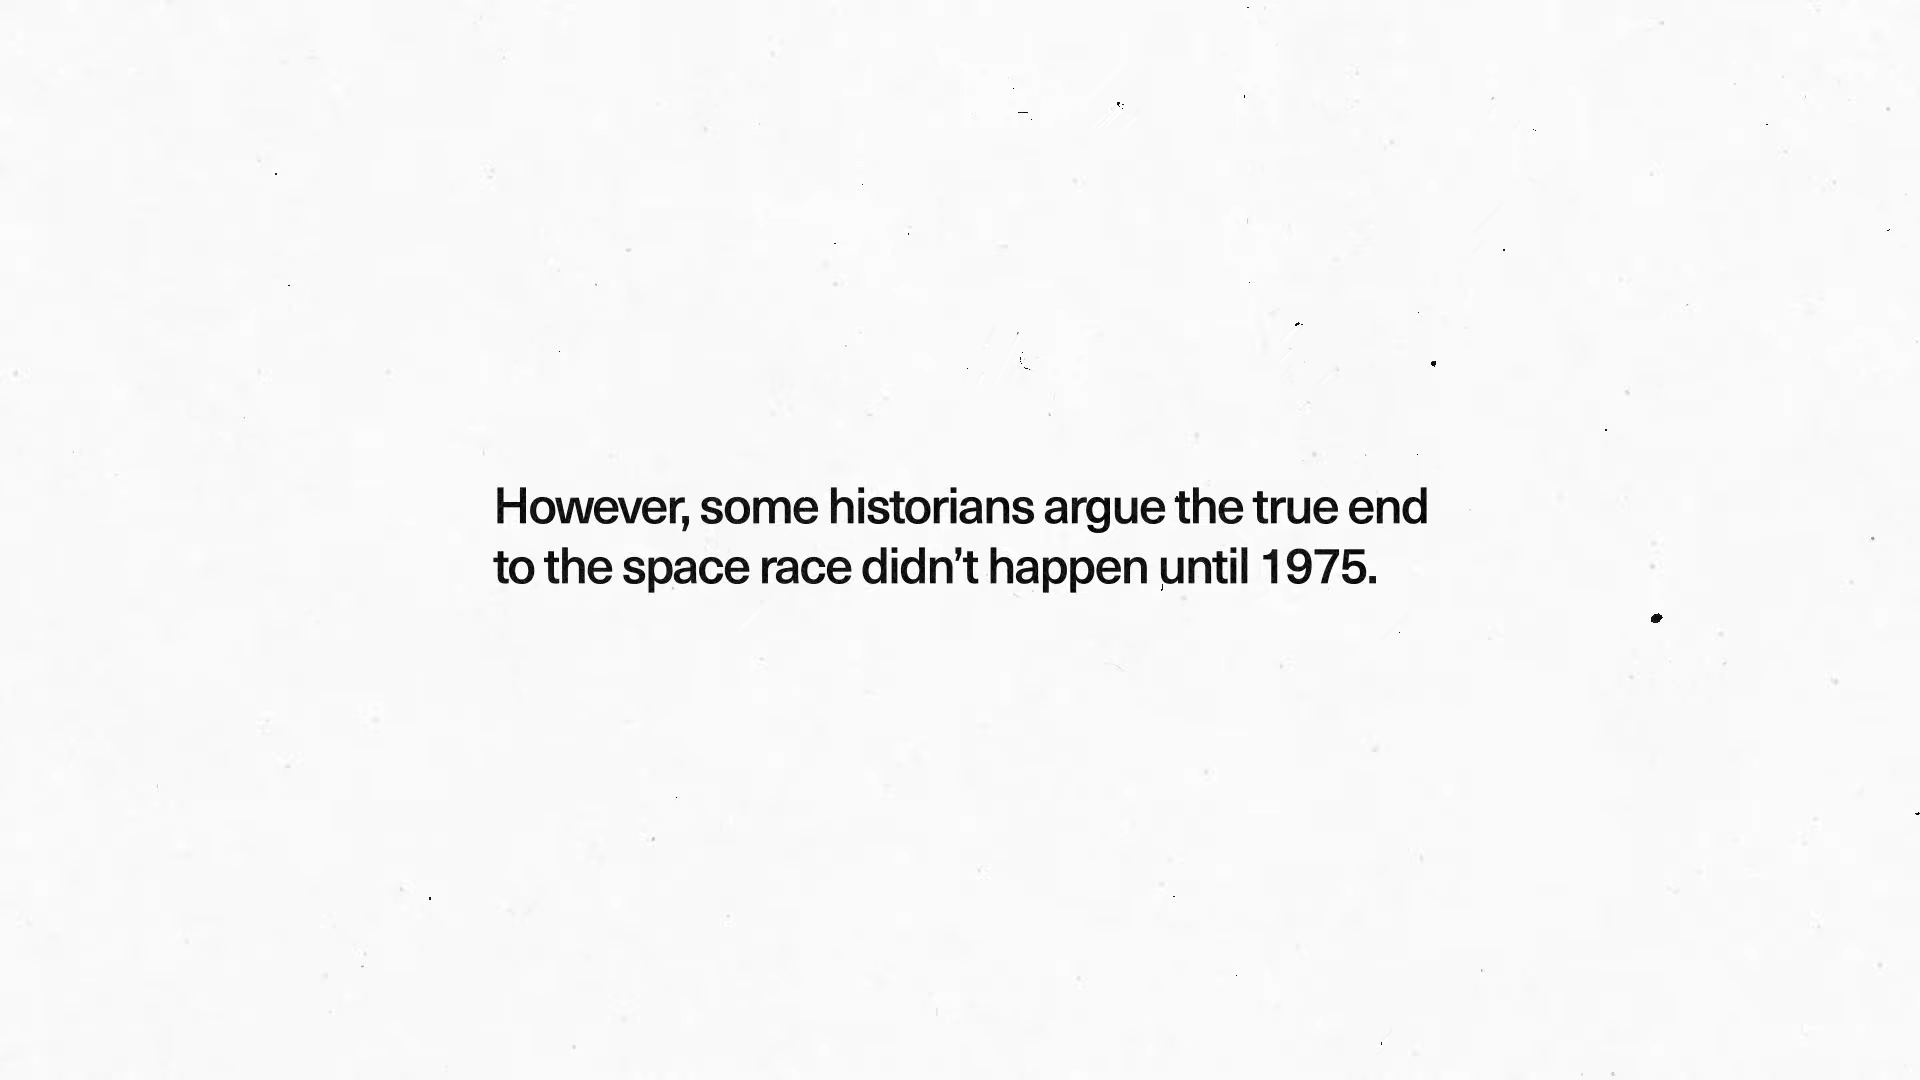 However, some historians argue the true end
to the space race didn’t happen until 1975.